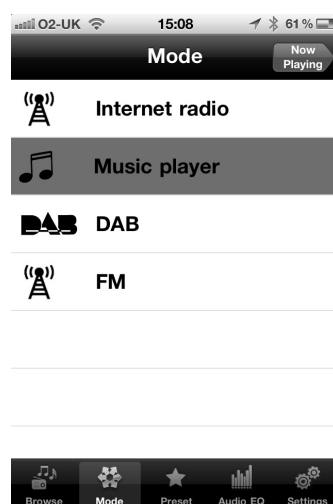 O2-UK 15:08 61%
Mode
Now
Playing
Internet radio
Music player
DAB DAB
FM
Browse Mode Preset Audio EQ Settings